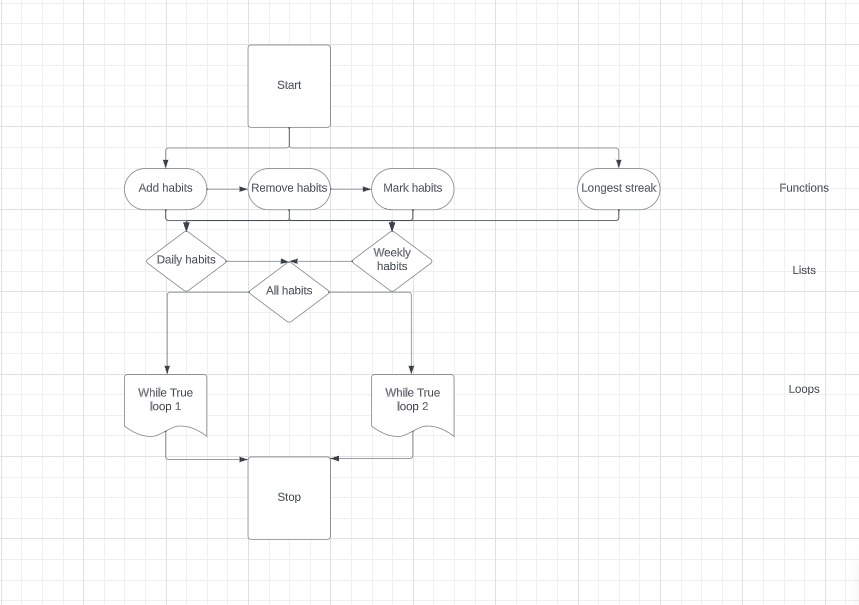 Start
Add habits
Remove habits
Mark habits
Longest streak
Functions
Daily habits
Weekly
habits
All habits
Lists
While True
loop 1
While True
loop 2
Loops
Stop